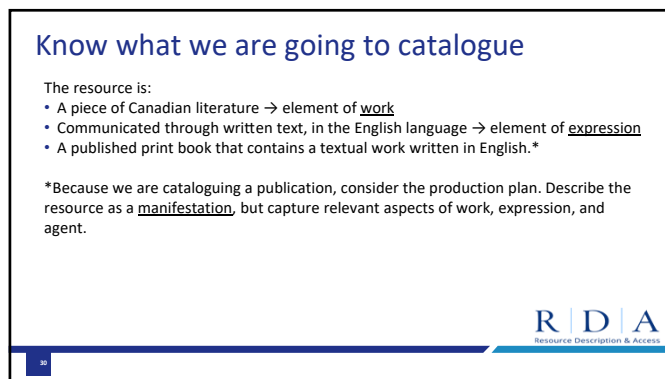 Know what we are going to catalogue
The resource is:
• A piece of Canadian literature → element of work
• Communicated through written text, in the English language → element of expression
• A published print book that contains a textual work written in English.*
*Because we are cataloguing a publication, consider the production plan. Describe the
resource as a manifestation, but capture relevant aspects of work, expression, and
agent.
R | D | A
Resource Description & Access
30